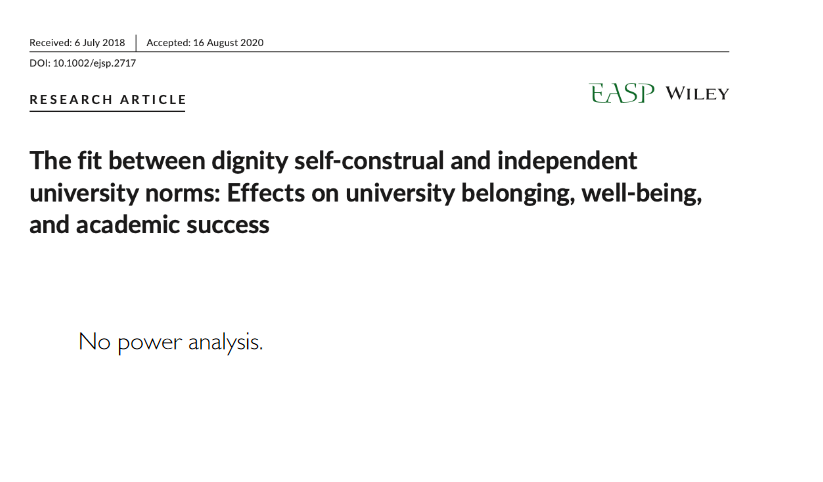 Received: 6 July 2018 | Accepted: 16 August 2020
DOI: 10.1002/ejsp.2717
RESEARCH ARTICLE
EASP WILEY
The fit between dignity self-construal and independent
university norms: Effects on university belonging, well-being,
and academic success
No power analysis.